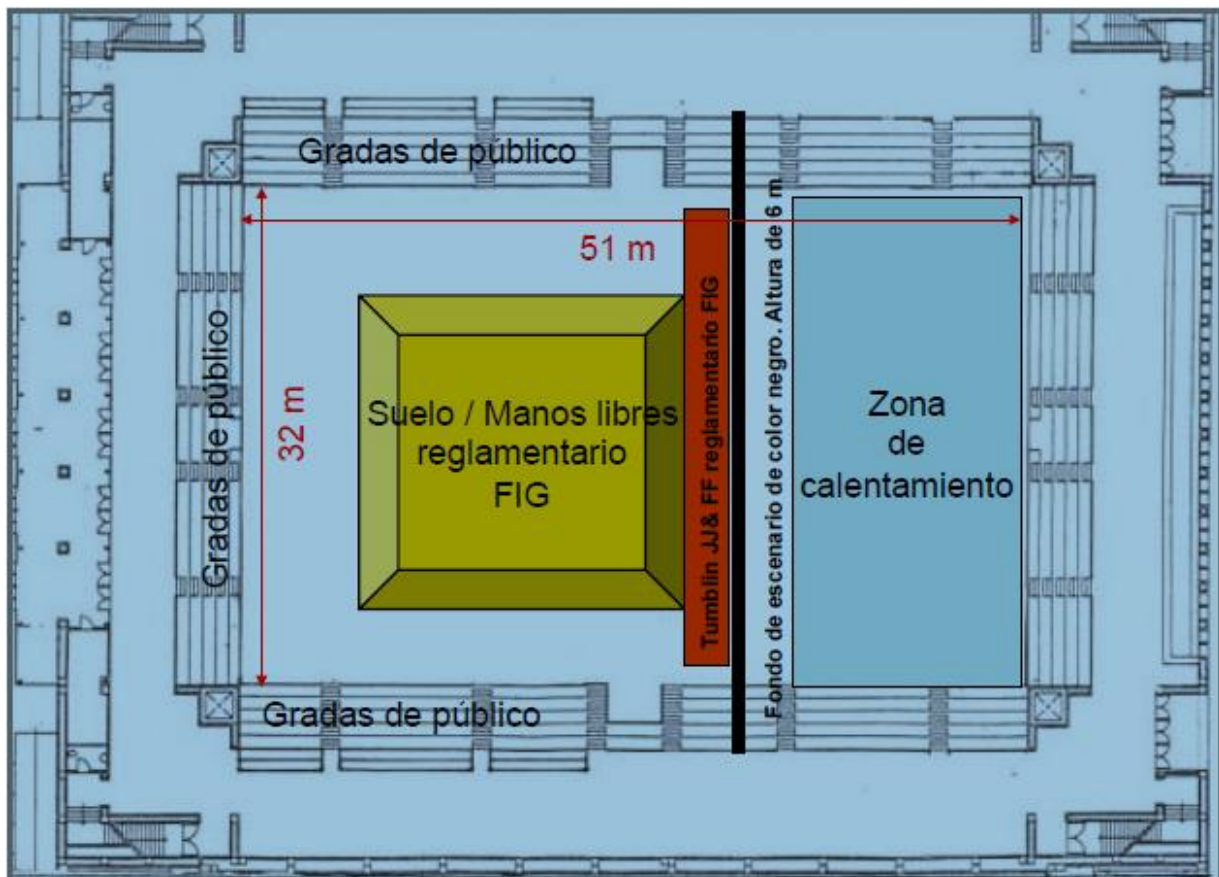 Gradas de público
51 m
Gradas de público
32 m
Suelo / Manos libres
reglamentario
FIG
Tumblin JJ& FF reglamentario FIG
Fondo de escenario de color negro. Altura de 6 m
Zona
de
calentamiento
Gradas de público